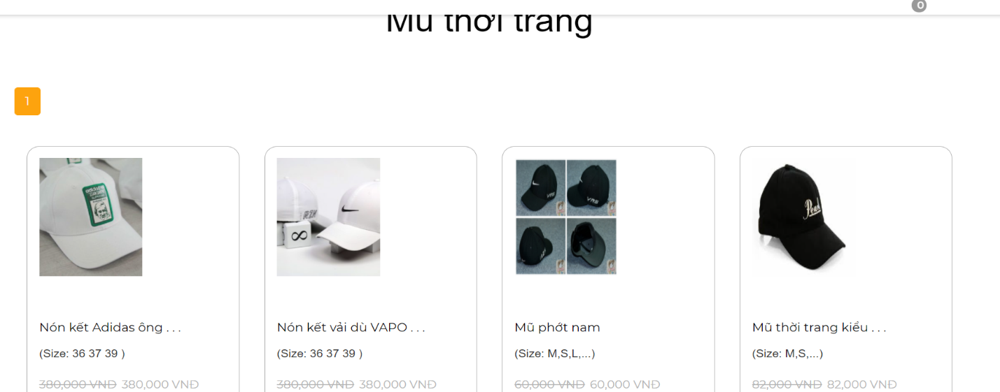 0
Mũ thời trang
1
Nón kết Adidas ông . . .
(Size: 36 37 39 )
380,000 VNĐ 380,000 VNĐ
Nón kết vải dù VAPO . . .
(Size: 36 37 39 )
380,000 VNĐ 380,000 VNĐ
Mũ phớt nam
(Size: M,S,L,...)
60,000 VNĐ 60,000 VNĐ
Mũ thời trang kiểu . . .
(Size: M,S,...)
82,000 VNĐ 82,000 VNĐ